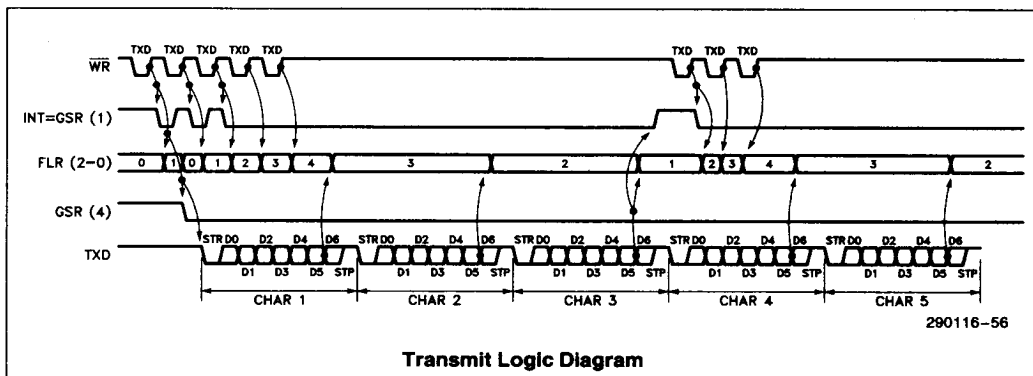 TXD TXD TXD TXD TXD TXD TXD TXD
WR
INT=GSR (1)
FLR (2-0) 0 1 0 1 2 3 4 3 2 1 2 3 4 3 2
GSR (4)
STR D0 D2 D4 D6 STR D0 D2 D4 D6 STR D0 D2 D4 D6 STR D0 D2 D4 D6 STR D0 D2 D4 D6
TXD
D1 D3 D5 STP D1 D3 D5 STP D1 D3 D5 STP D1 D3 D5 STP D1 D3 D5 STP
CHAR 1 CHAR 2 CHAR 3 CHAR 4 CHAR 5
290116-56
Transmit Logic Diagram